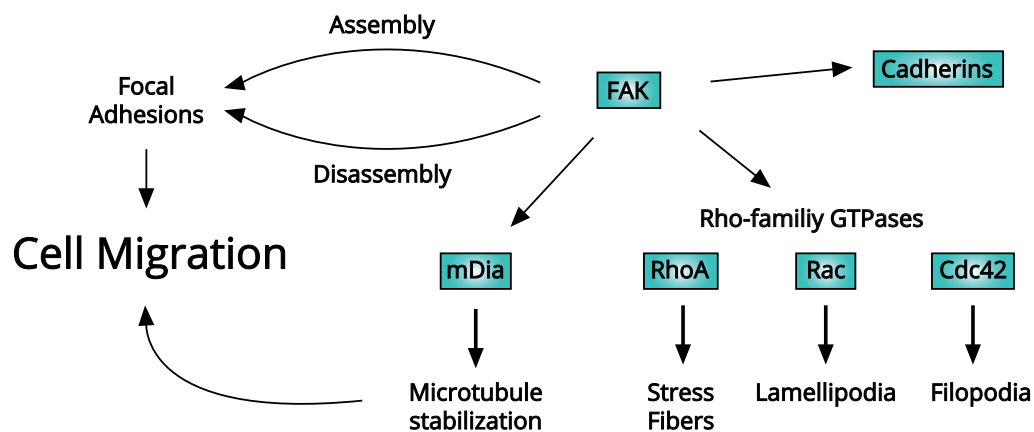 Assembly
Cadherins
Focal
Adhesions
FAK
Disassembly
Rho-familiy GTPases
Cell Migration
mDia
RhoA
Rac
Cdc42
Microtubule
stabilization
Stress
Fibers
Lamellipodia
Filopodia